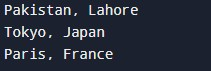 Pakistan, Lahore
Tokyo, Japan
Paris, France